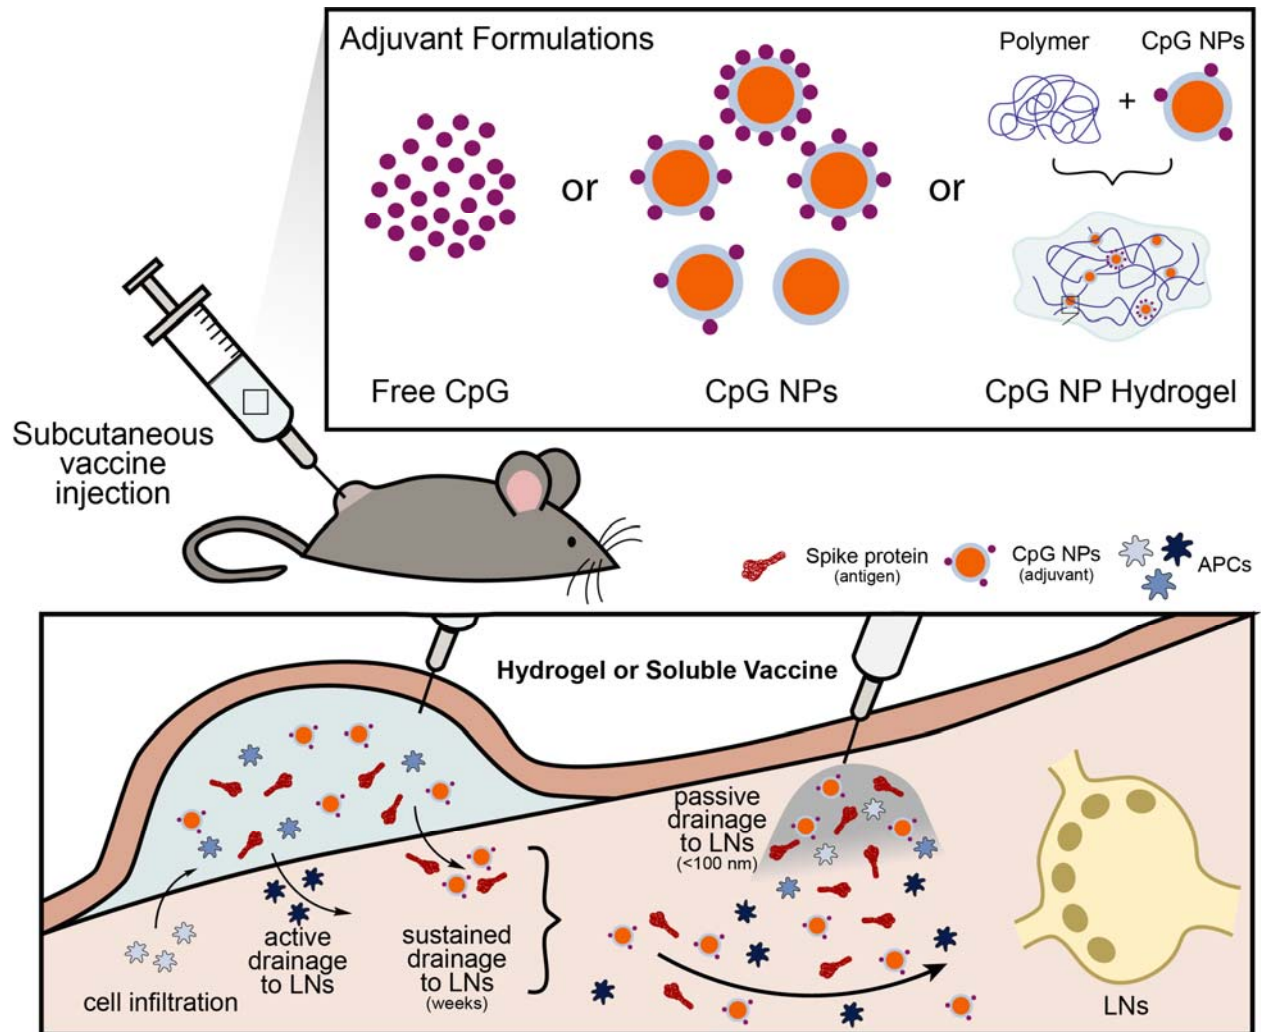 Adjuvant Formulations
Polymer
CpG NPs
+
or
or
Free CpG
CpG NPs
CpG NP Hydrogel
Subcutaneous
vaccine
injection
Spike protein
(antigen)
CpG NPs
(adjuvant)
APCs
Hydrogel or Soluble Vaccine
passive
drainage
to LNs
(<100 nm)
cell infiltration
active
drainage
to LNs
sustained
drainage
to LNs
(weeks)
LNs